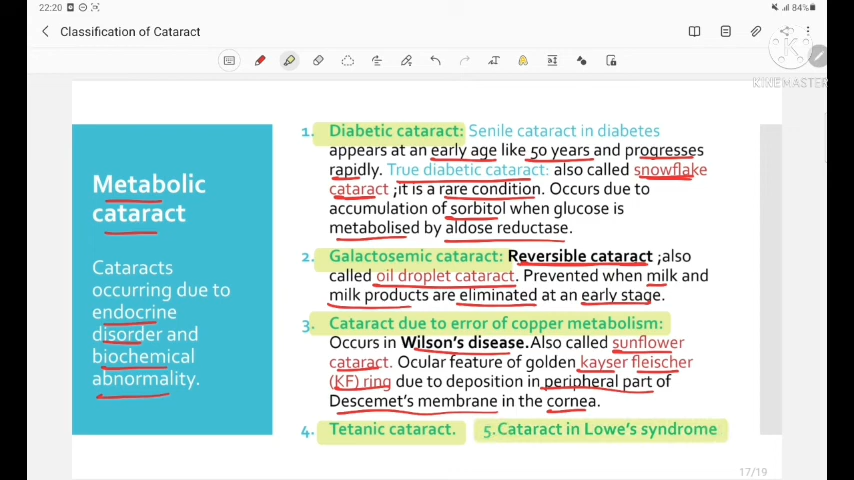 22:20
84%
Classification of Cataract
K
KINEMASTER
Metabolic
cataract
Cataracts
occurring due to
endocrine
disorder and
biochemical
abnormality.
1. Diabetic cataract: Senile cataract in diabetes
appears at an early age like 50 years and progresses
rapidly. True diabetic cataract: also called snowflake
cataract ;it is a rare condition. Occurs due to
accumulation of sorbitol when glucose is
metabolised by aldose reductase.
2. Galactosemic cataract: Reversible cataract ;also
called oil droplet cataract. Prevented when milk and
milk products are eliminated at an early stage.
3. Cataract due to error of copper metabolism:
Occurs in Wilson's disease.Also called sunflower
cataract. Ocular feature of golden kayser fleischer
(KF) ring due to deposition in peripheral part of
Descemet's membrane in the cornea.
4. Tetanic cataract. 5.Cataract in Lowe's syndrome
17/19